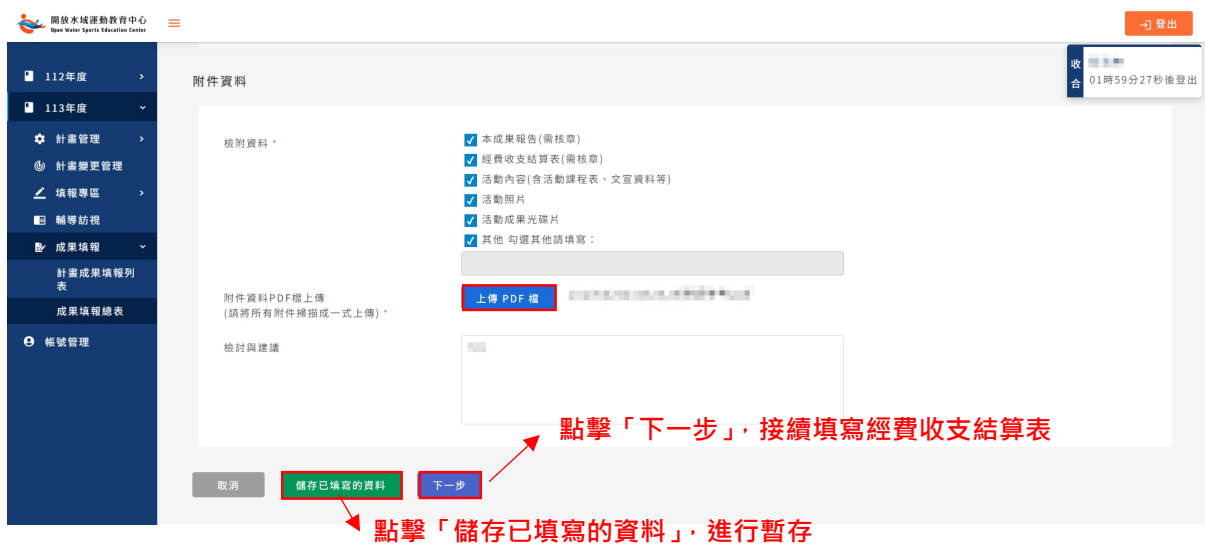 開放水域運動教育中心
Open Water Sports Education Center
登出
收合
01時59分27秒後登出
112年度
113年度
計畫管理
計畫變更管理
填報專區
輔導訪視
成果填報
計畫成果填報列
表
成果填報總表
帳號管理
附件資料
檢附資料 *
本成果報告(需核章)
經費收支結算表(需核章)
活動內容(含活動課程表、文宣資料等)
活動照片
活動成果光碟片
其他 勾選其他請填寫：
附件資料PDF檔上傳
(請將所有附件掃描成一式上傳) *
上傳 PDF 檔
檢討與建議
點擊「下一步」，接續填寫經費收支結算表
取消
儲存已填寫的資料
下一步
點擊「儲存已填寫的資料」，進行暫存